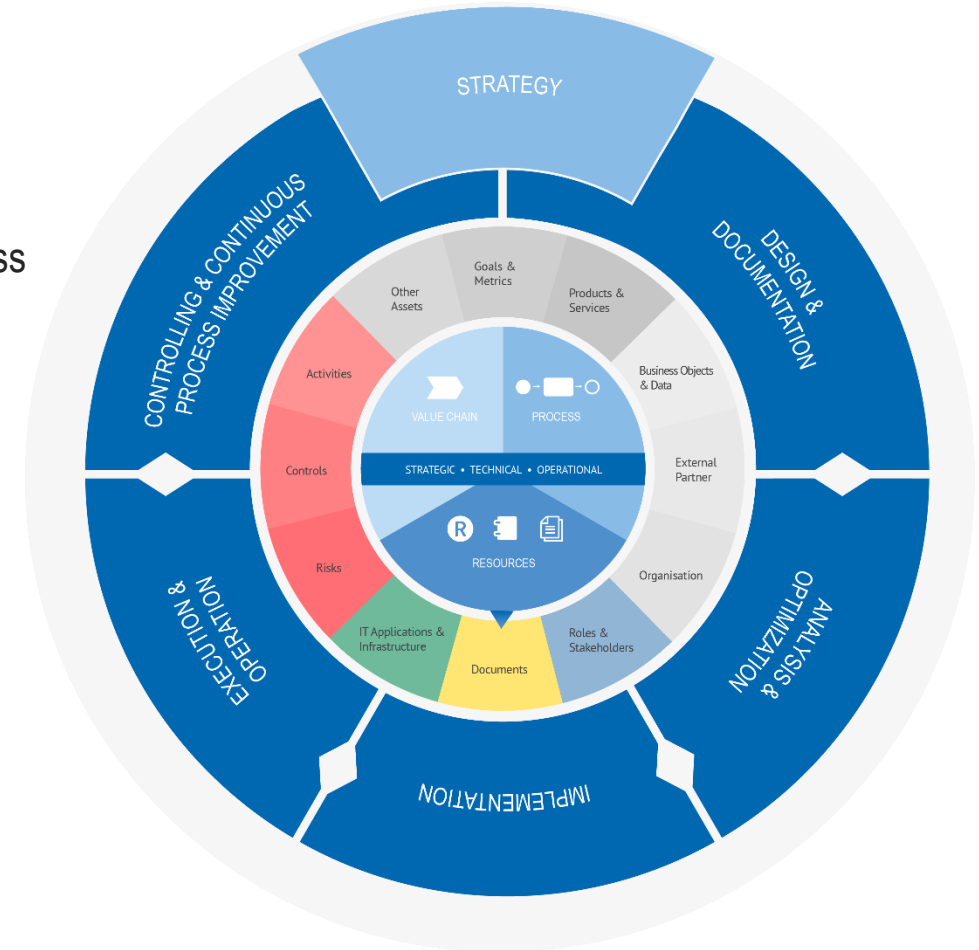 STRATEGY
DESIGN &
DOCUMENTATION
ANALYSIS &
OPTIMIZATION
IMPLEMENTATION
EXECUTION &
OPERATION
CONTROLLING & CONTINUOUS
PROCESS IMPROVEMENT
ss
Goals &
Metrics
Products &
Services
Business Objects
& Data
External
Partner
Organisation
Roles &
Stakeholders
Documents
IT Applications &
Infrastructure
Risks
Controls
Activities
Other
Assets
VALUE CHAIN
PROCESS
STRATEGIC • TECHNICAL • OPERATIONAL
R
RESOURCES